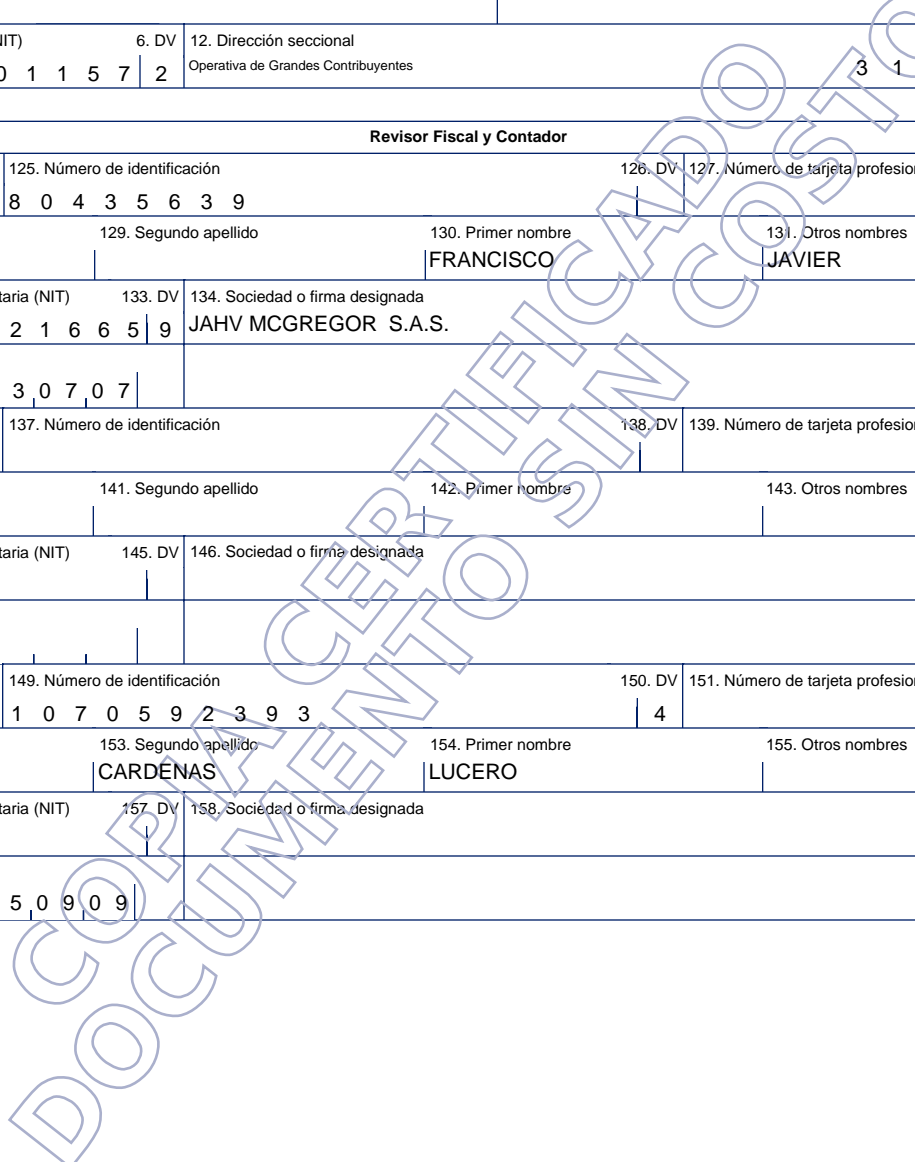 NIT) 6. DV 12. Dirección seccional
0 1 1 5 7 2 Operativa de Grandes Contribuyentes 3 1
Revisor Fiscal y Contador
125. Número de identificación 126. DV 127. Número de tarjeta profesion
8 0 4 3 5 6 3 9
129. Segundo apellido 130. Primer nombre 131. Otros nombres
FRANCISCO JAVIER
taria (NIT) 133. DV 134. Sociedad o firma designada
2 1 6 6 5 9 JAHV MCGREGOR S.A.S.
3 0 7 0 7
137. Número de identificación 138. DV 139. Número de tarjeta profesion
141. Segundo apellido 142. Primer nombre 143. Otros nombres
taria (NIT) 145. DV 146. Sociedad o firma designada
149. Número de identificación 150. DV 151. Número de tarjeta profesion
1 0 7 0 5 9 2 3 9 3 4
153. Segundo apellido 154. Primer nombre 155. Otros nombres
CARDENAS LUCERO
taria (NIT) 157. DV 158. Sociedad o firma designada
5 0 9 0 9
COPIA CERTIFICADO
DOCUMENTO SIN COSTO